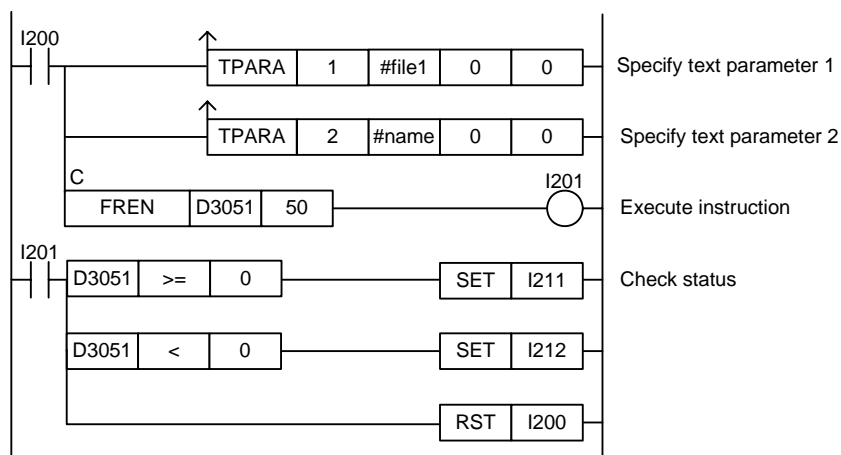 I200
TPARA 1 #file1 0 0 Specify text parameter 1
TPARA 2 #name 0 0 Specify text parameter 2
C
I201
FREN D3051 50 Execute instruction
I201
D3051 >= 0 SET I211 Check status
D3051 < 0 SET I212
RST I200